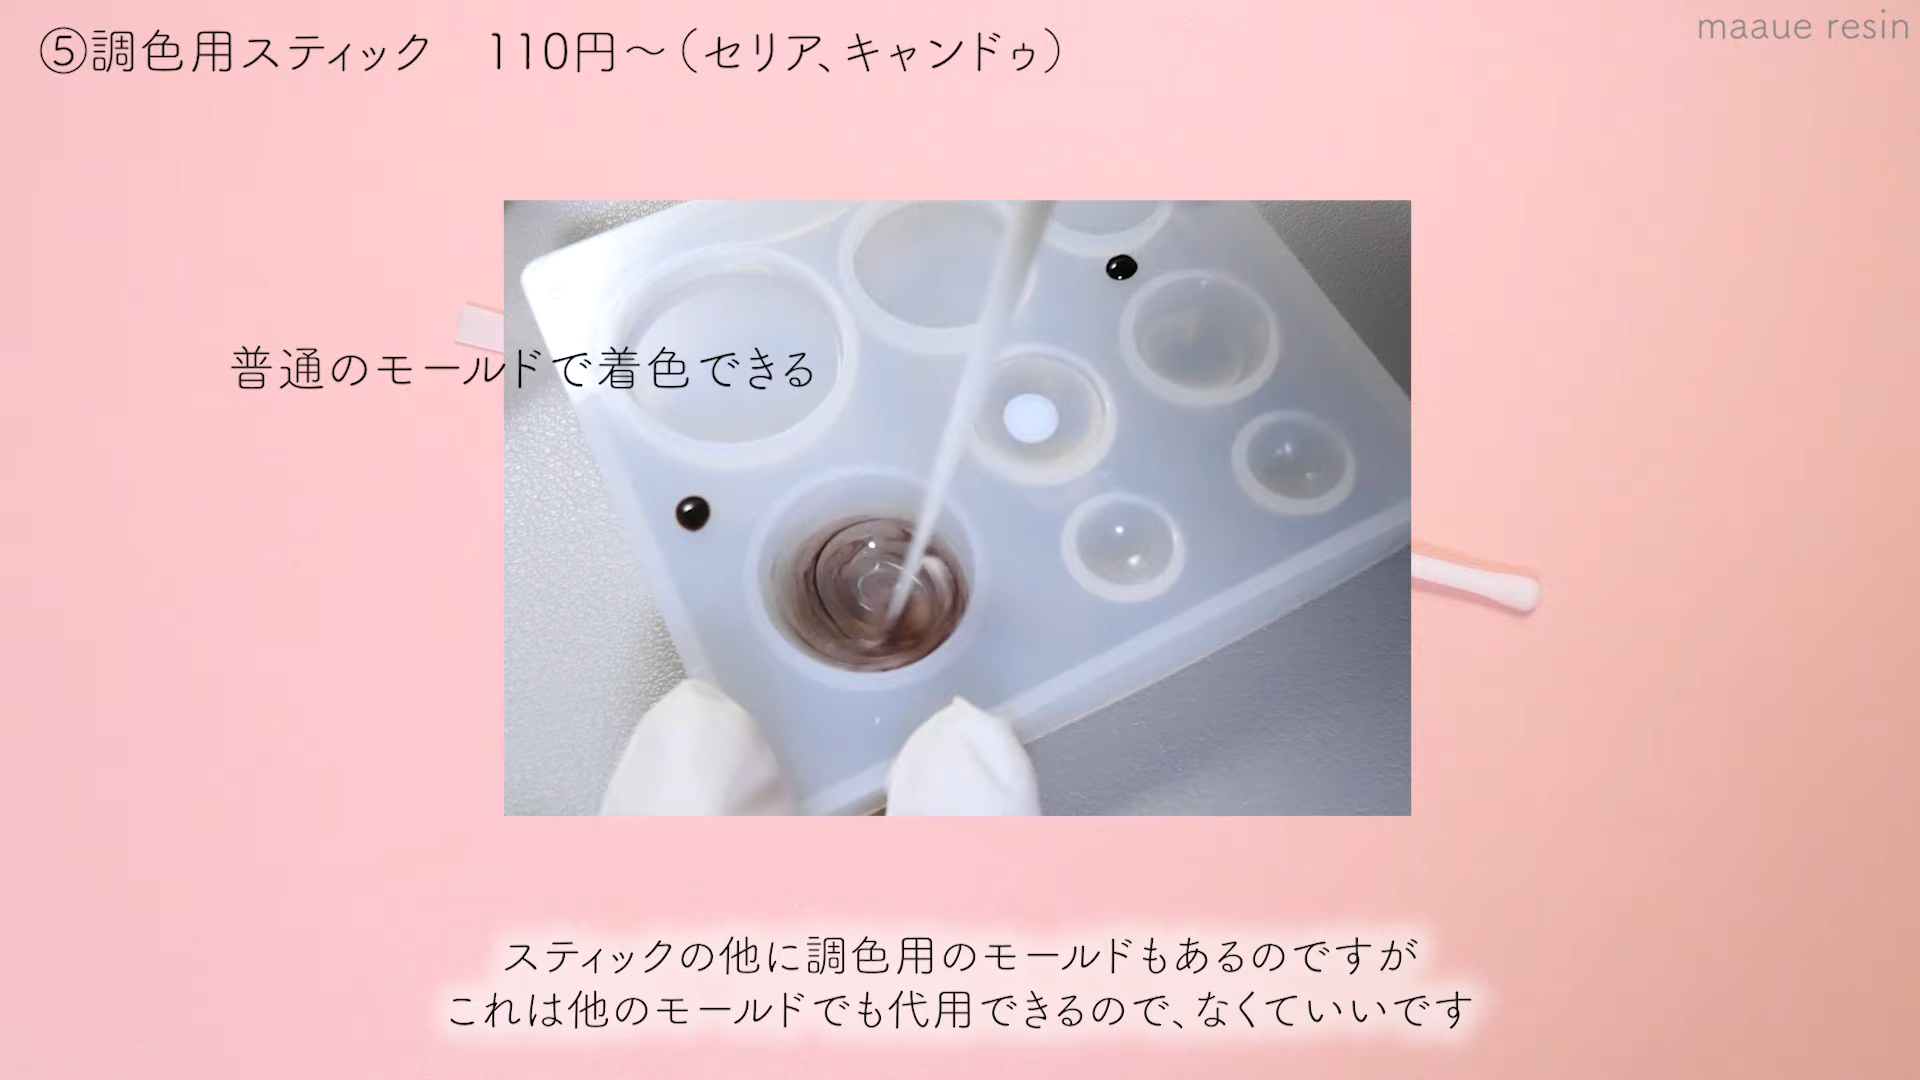 ⑤調色用スティック　110円～（セリア、キャンドゥ）
maaue resin
普通のモールドで着色できる
スティックの他に調色用のモールドもあるのですが
これは他のモールドでも代用できるので、なくていいです